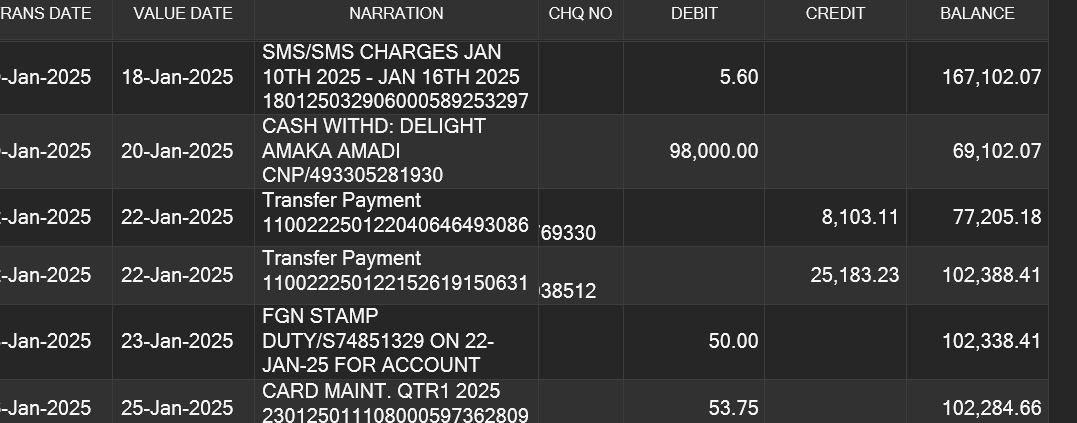 RANS DATE VALUE DATE NARRATION CHQ NO DEBIT CREDIT BALANCE
SMS/SMS CHARGES JAN
-Jan-2025 18-Jan-2025 10TH 2025 - JAN 16TH 2025 5.60 167,102.07
180125032906000589253297
CASH WITHD: DELIGHT
-Jan-2025 20-Jan-2025 AMAKA AMADI 98,000.00 69,102.07
CNP/493305281930
Transfer Payment
-Jan-2025 22-Jan-2025 110022250122040646493086 69330 8,103.11 77,205.18
Transfer Payment
-Jan-2025 22-Jan-2025 110022250122152619150631 38512 25,183.23 102,388.41
FGN STAMP
-Jan-2025 23-Jan-2025 DUTY/S74851329 ON 22- 50.00 102,338.41
JAN-25 FOR ACCOUNT
CARD MAINT. QTR1 2025
-Jan-2025 25-Jan-2025 230125011108000597362809 53.75 102,284.66